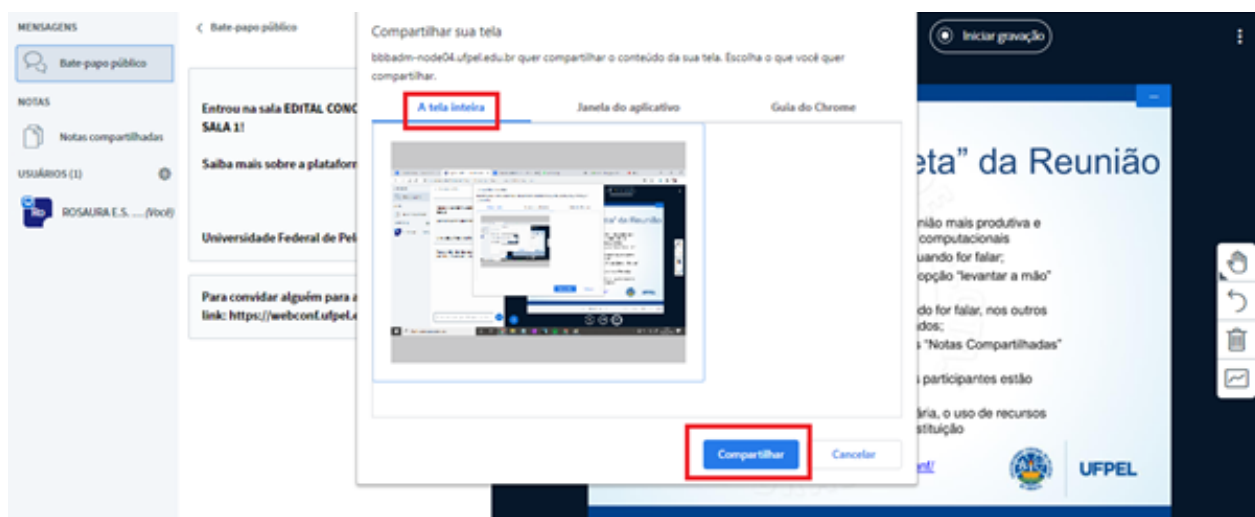 MENSAGENS
Bate-papo público
NOTAS
Notas compartilhadas
USUÁRIOS (1)
ROSAURA E.S. .... (Você)
Bate-papo público
Entrou na sala EDITAL CONC
SALA 1!
Saiba mais sobre a plataforn
Universidade Federal de Pel
Para convidar alguém para a
link: https://webconf.ufpel.e
Compartilhar sua tela
bbbadm-node04.ufpel.edu.br quer compartilhar o conteúdo da sua tela. Escolha o que você quer
compartilhar.
A tela inteira
Janela do aplicativo
Guia do Chrome
Compartilhar
Cancelar
Iniciar gravação
eta” da Reunião
nião mais produtiva e
computacionais
uando for falar;
opção “levantar a mão”
do for falar, nos outros
dos;
s “Notas Compartilhadas”
participantes estão
ária, o uso de recursos
stituição
onf/
UFPEL